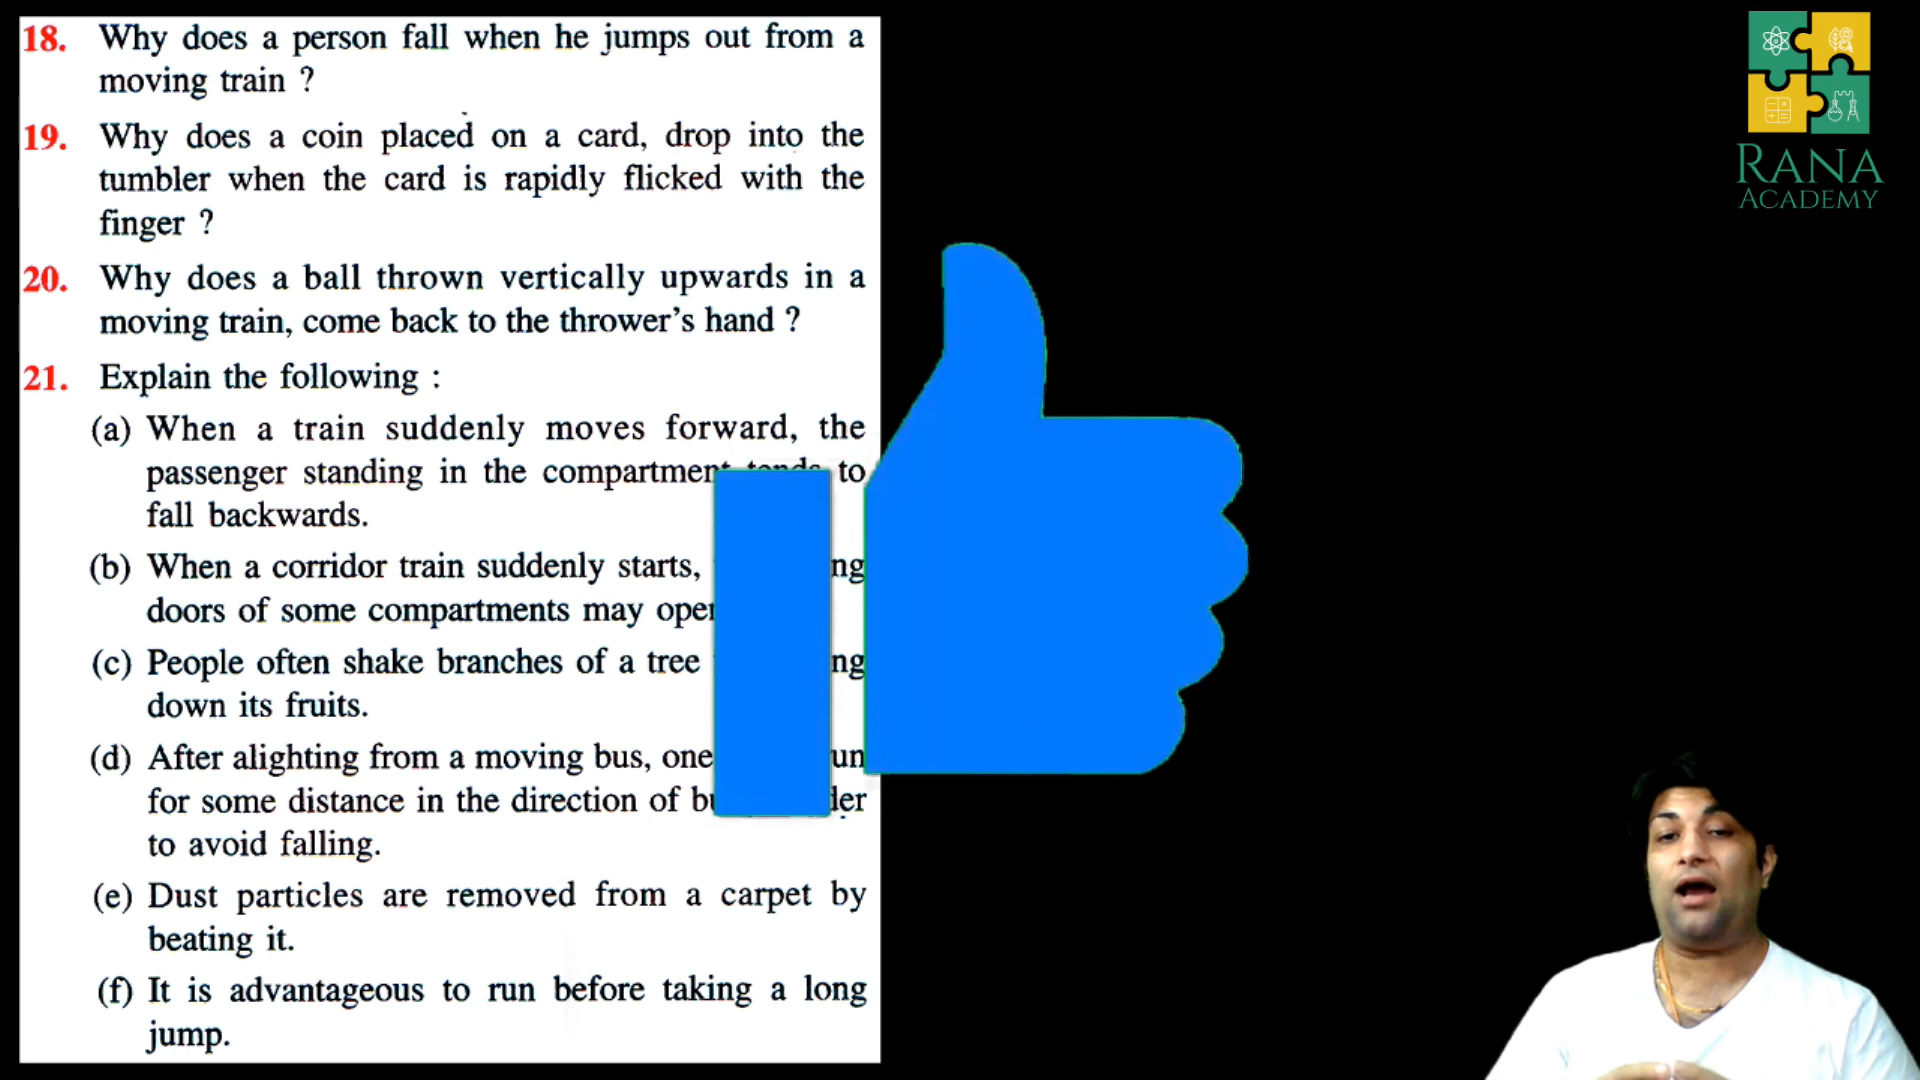 18. Why does a person fall when he jumps out from a
moving train ?
19. Why does a coin placed on a card, drop into the
tumbler when the card is rapidly flicked with the
finger ?
20. Why does a ball thrown vertically upwards in a
moving train, come back to the thrower's hand ?
21. Explain the following :
(a) When a train suddenly moves forward, the
passenger standing in the compartment tends to
fall backwards.
(b) When a corridor train suddenly starts,
doors of some compartments may
(c) People often shake branches of a tree
down its fruits.
(d) After alighting from a moving bus, one
for some distance in the direction of
to avoid falling.
(e) Dust particles are removed from a carpet by
beating it.
(f) It is advantageous to run before taking a long
jump.
RANA
ACADEMY